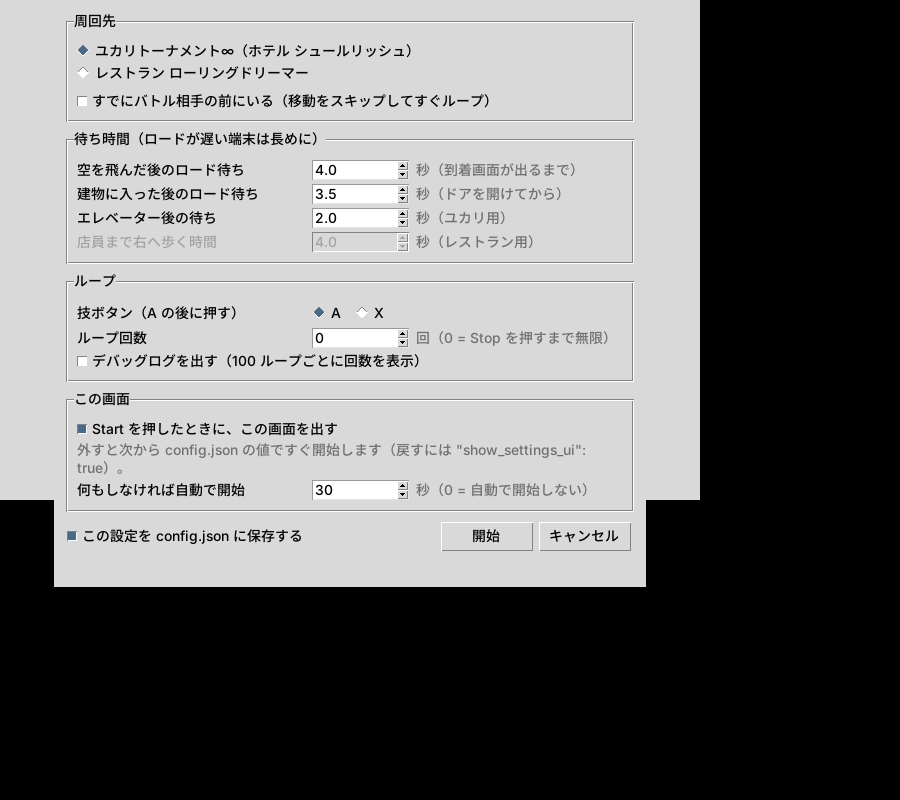 周回先
ユカリトーナメント∞（ホテル シュールリッシュ）
レストラン ローリングドリーマー
すでにバトル相手の前にいる（移動をスキップしてすぐループ）
待ち時間（ロードが遅い端末は長めに）
空を飛んだ後のロード待ち 4.0 秒（到着画面が出るまで）
建物に入った後のロード待ち 3.5 秒（ドアを開けてから）
エレベーター後の待ち 2.0 秒（ユカリ用）
店員まで右へ歩く時間 4.0 秒（レストラン用）
ループ
技ボタン（A の後に押す） A X
ループ回数 0 回（0 = Stop を押すまで無限）
デバッグログを出す（100 ループごとに回数を表示）
この画面
Start を押したときに、この画面を出す
外すと次から config.json の値ですぐ開始します（戻すには "show_settings_ui":
true）。
何もしなければ自動で開始 30 秒（0 = 自動で開始しない）
この設定を config.json に保存する 開始 キャンセル